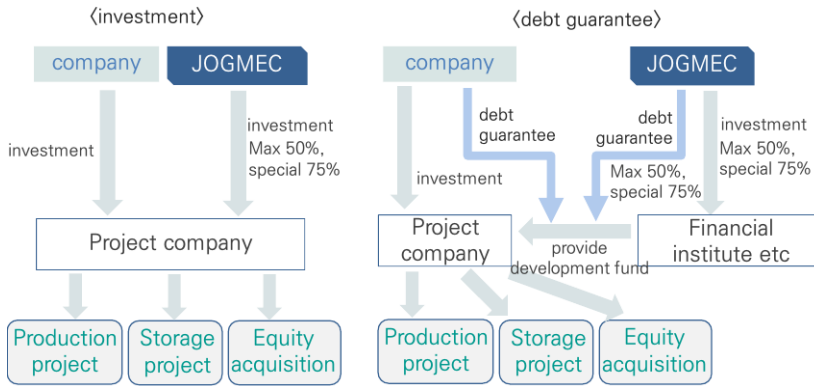 〈investment〉
company
JOGMEC
investment
investment
Max 50%,
special 75%
Project company
Production
project
Storage
project
Equity
acquisition
〈debt guarantee〉
company
JOGMEC
debt
guarantee
debt
guarantee
investment
Max 50%,
special 75%
Max 50%,
special 75%
investment
Project
company
provide
development fund
Financial
institute etc
Production
project
Storage
project
Equity
acquisition